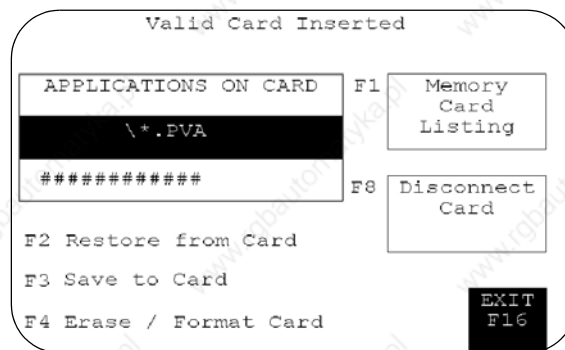 Valid Card Inserted
APPLICATIONS ON CARD
\*.PVA
############
F1 Memory
Card
Listing
F8 Disconnect
Card
F2 Restore from Card
F3 Save to Card
F4 Erase / Format Card
EXIT
F16